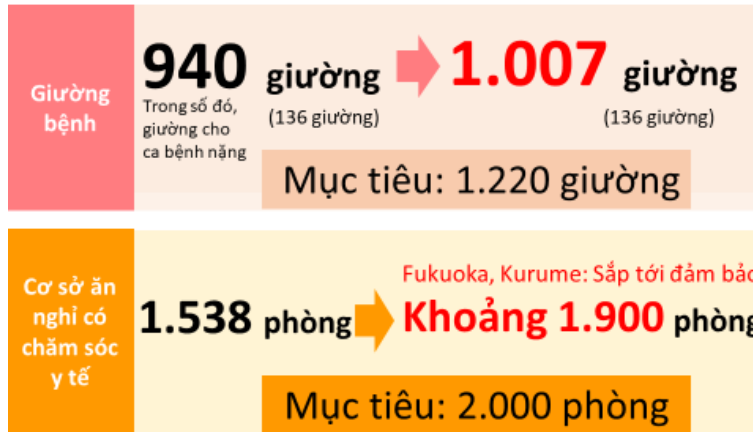 Giường
bệnh
940 giường
1.007 giường
Trong số đó,
giường cho
ca bệnh nặng
(136 giường)
(136 giường)
Mục tiêu: 1.220 giường
Cơ sở ăn
nghỉ có
chăm sóc
y tế
Fukuoka, Kurume: Sắp tới đảm bảo
1.538 phòng
Khoảng 1.900 phòng
Mục tiêu: 2.000 phòng